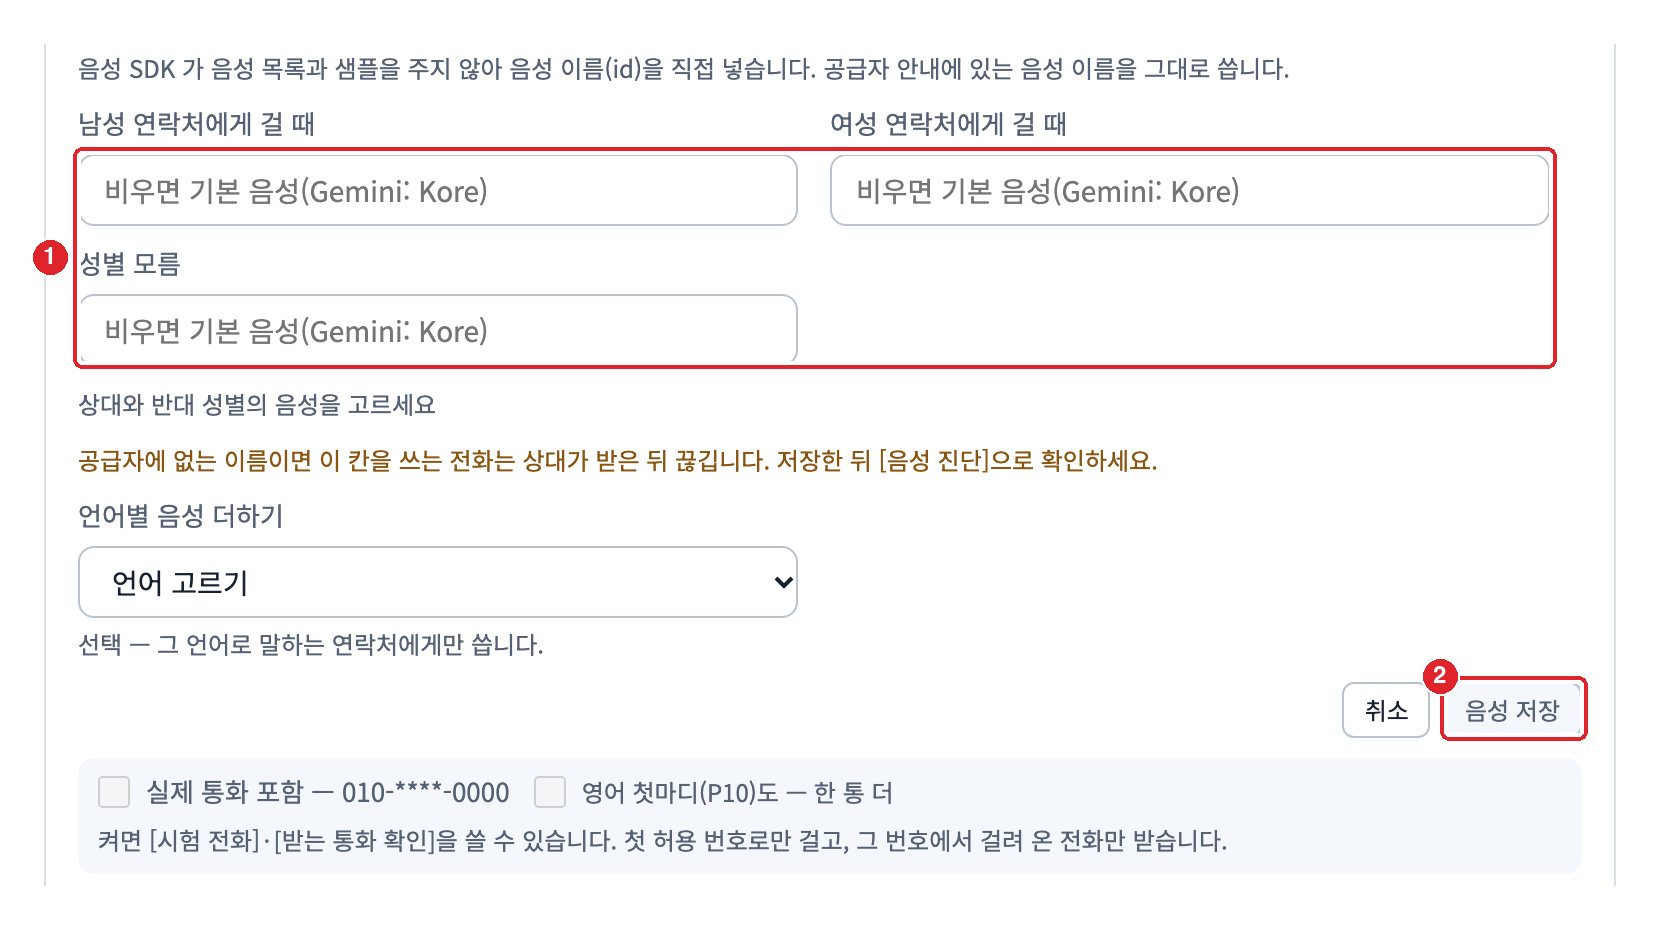 음성 SDK 가 음성 목록과 샘플을 주지 않아 음성 이름(id)을 직접 넣습니다. 공급자 안내에 있는 음성 이름을 그대로 씁니다.
남성 연락처에게 걸 때
여성 연락처에게 걸 때
비우면 기본 음성(Gemini: Kore)
비우면 기본 음성(Gemini: Kore)
1
성별 모름
비우면 기본 음성(Gemini: Kore)
상대와 반대 성별의 음성을 고르세요
공급자에 없는 이름이면 이 칸을 쓰는 전화는 상대가 받은 뒤 끊깁니다. 저장한 뒤 [음성 진단]으로 확인하세요.
언어별 음성 더하기
언어 고르기
선택 — 그 언어로 말하는 연락처에게만 씁니다.
2
취소
음성 저장
실제 통화 포함 — 010-****-0000
영어 첫마디(P10)도 — 한 통 더
켜면 [시험 전화]·[받는 통화 확인]을 쓸 수 있습니다. 첫 허용 번호로만 걸고, 그 번호에서 걸려 온 전화만 받습니다.